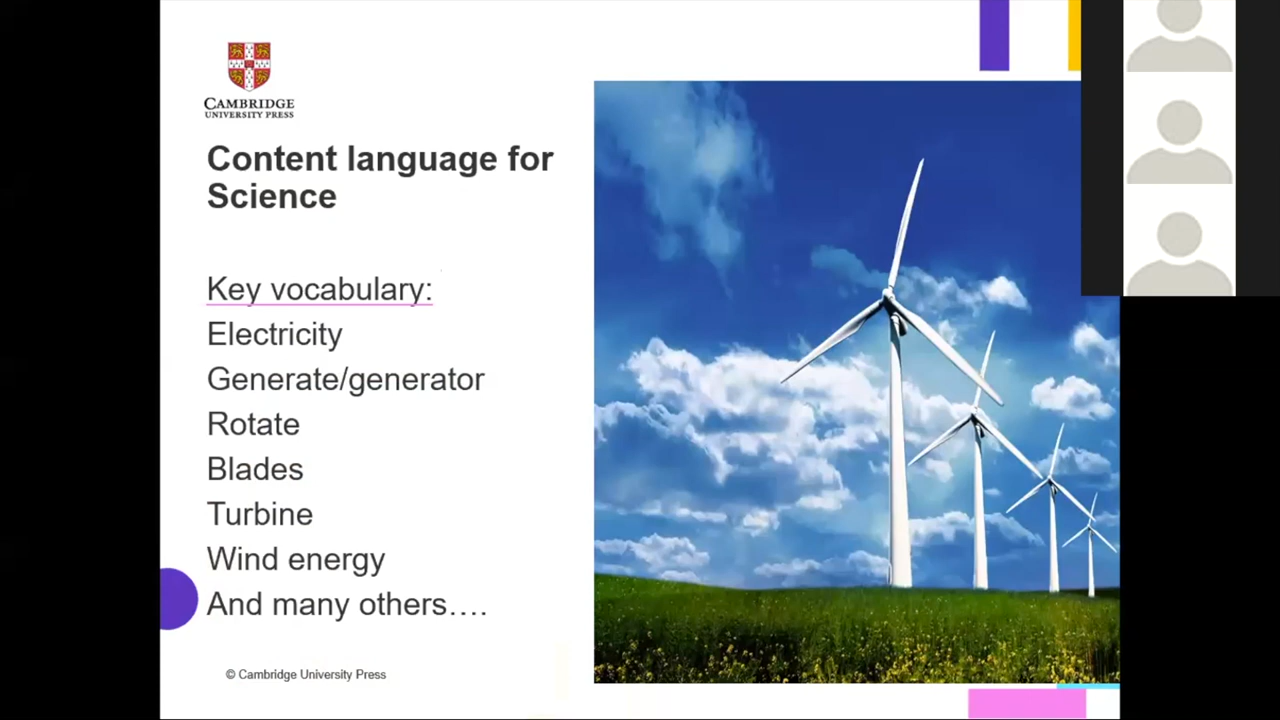 CAMBRIDGE
UNIVERSITY PRESS
Content language for
Science
Key vocabulary:
Electricity
Generate/generator
Rotate
Blades
Turbine
Wind energy
And many others….
© Cambridge University Press